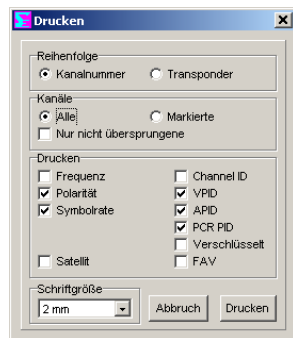 Drucken
Reihenfolge
Kanalnummer Transponder
Kanäle
Alle Markierte
Nur nicht übersprungene
Drucken
Frequenz Channel ID
Polarität VPID
Symbolrate APID
PCR PID
Verschlüsselt
Satellit FAV
Schriftgröße
2 mm Abbruch Drucken